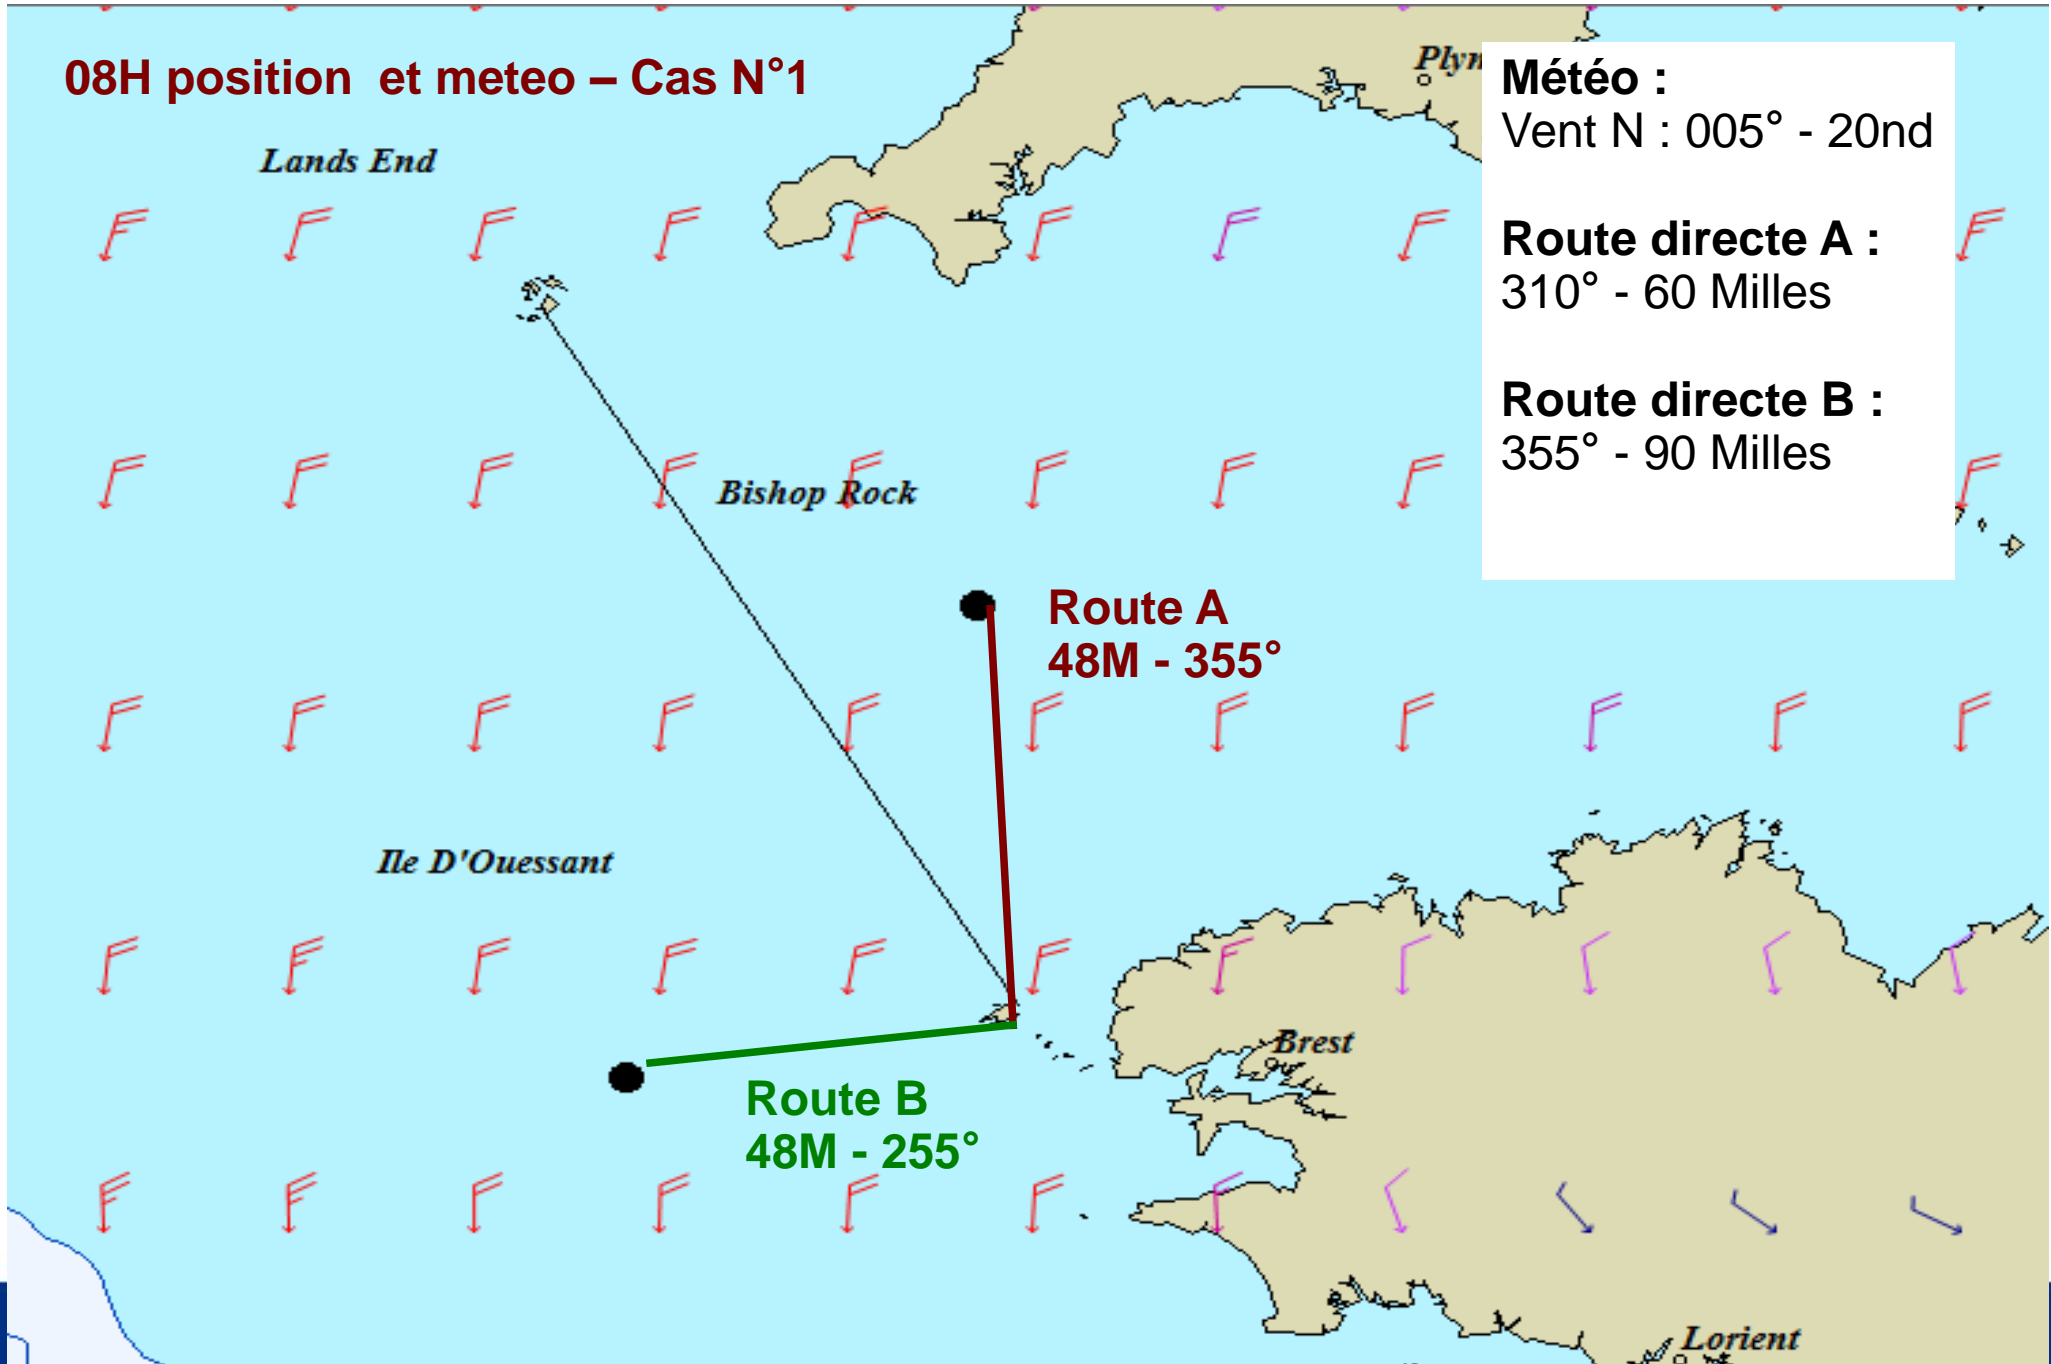 08H position et meteo – Cas N°1
Plyn
Météo :
Vent N : 005° - 20nd
Lands End
Route directe A :
310° - 60 Milles
Route directe B :
355° - 90 Milles
Bishop Rock
Route A
48M - 355°
Ile D'Ouessant
Brest
Route B
48M - 255°
Lorient